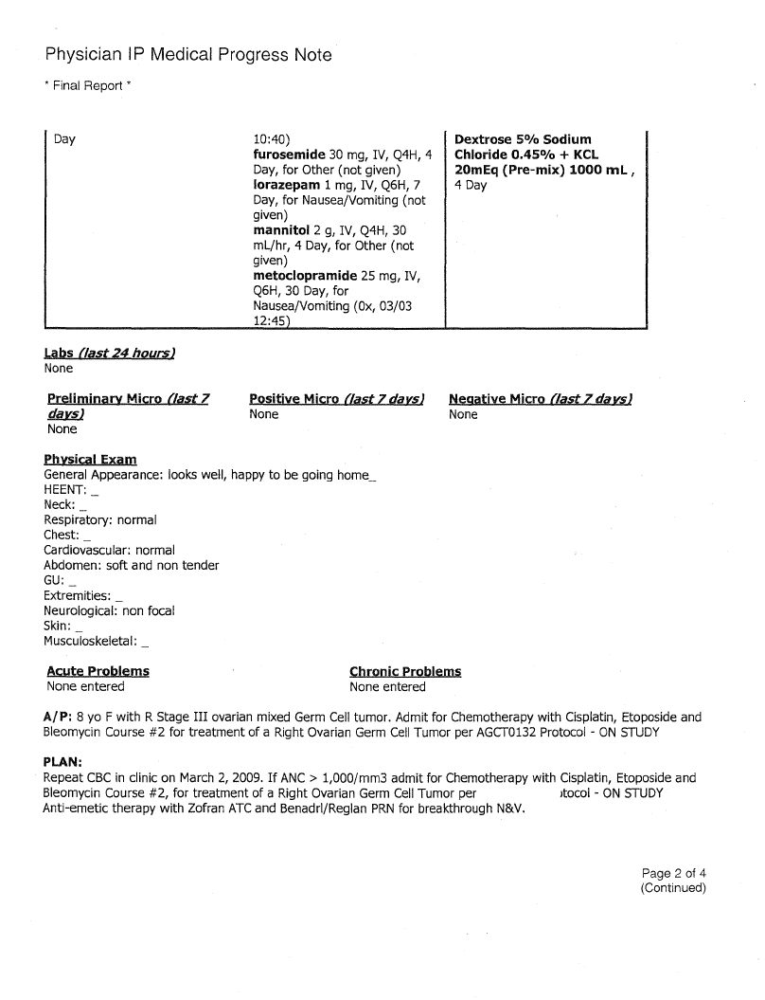 Physician IP Medical Progress Note
* Final Report *
Day
10:40)
furosemide 30 mg, IV, Q4H, 4
Day, for Other (not given)
lorazepam 1 mg, IV, Q6H, 7
Day, for Nausea/Vomiting (not
given)
mannitol 2 g, IV, Q4H, 30
mL/hr, 4 Day, for Other (not
given)
metoclopramide 25 mg, IV,
Q6H, 30 Day, for
Nausea/Vomiting (0x, 03/03
12:45)
Dextrose 5% Sodium
Chloride 0.45% + KCL
20mEq (Pre-mix) 1000 mL ,
4 Day
Labs (last 24 hours)
None
Preliminary Micro (last 7
days)
None
Positive Micro (last 7 days)
None
Negative Micro (last 7 days)
None
Physical Exam
General Appearance: looks well, happy to be going home_
HEENT: _
Neck: _
Respiratory: normal
Chest: _
Cardiovascular: normal
Abdomen: soft and non tender
GU: _
Extremities: _
Neurological: non focal
Skin: _
Musculoskeletal: _
Acute Problems
None entered
Chronic Problems
None entered
A/P: 8 yo F with R Stage III ovarian mixed Germ Cell tumor. Admit for Chemotherapy with Cisplatin, Etoposide and
Bleomycin Course #2 for treatment of a Right Ovarian Germ Cell Tumor per AGCT0132 Protocol - ON STUDY
PLAN:
Repeat CBC in clinic on March 2, 2009. If ANC > 1,000/mm3 admit for Chemotherapy with Cisplatin, Etoposide and
Bleomycin Course #2, for treatment of a Right Ovarian Germ Cell Tumor per tocol - ON STUDY
Anti-emetic therapy with Zofran ATC and Benadrl/Reglan PRN for breakthrough N&V.
Page 2 of 4
(Continued)